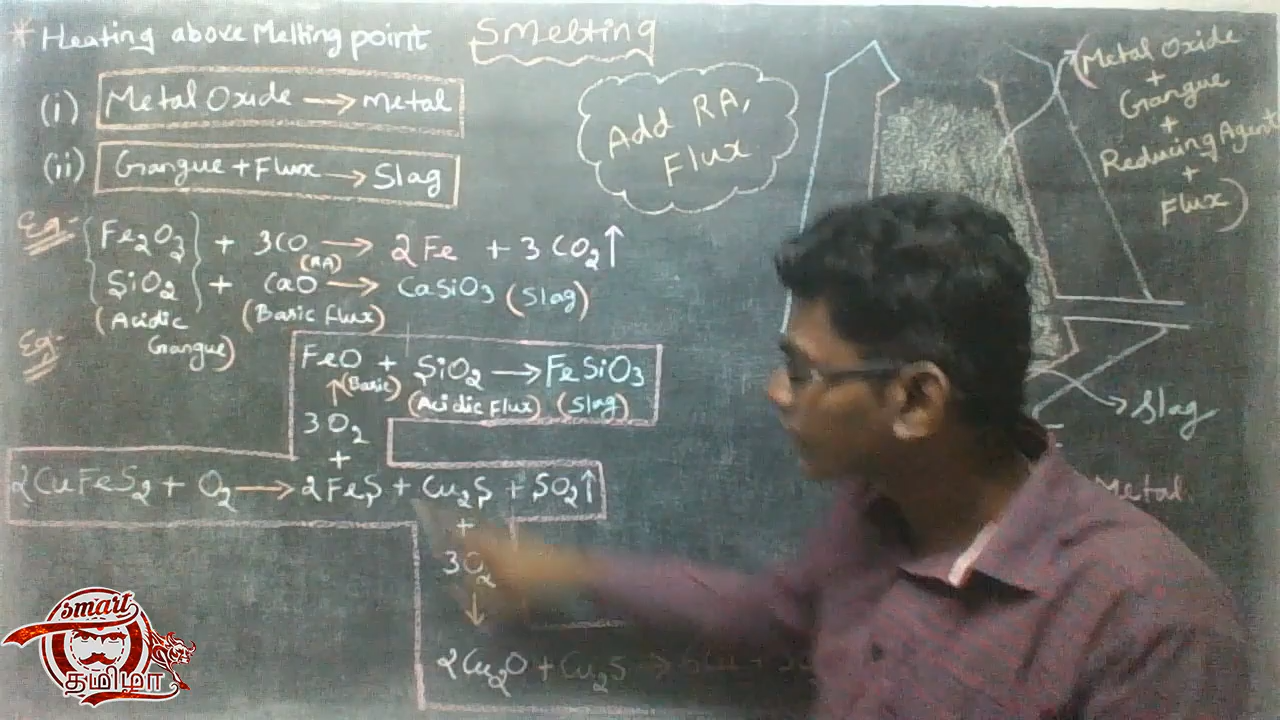 * Heating above Melting point
Smelting
(i) Metal Oxide → Metal
(ii) Gangue + Flux → Slag
Add RA,
Flux
Eg:- Fe₂O₃ + 3CO → 2Fe + 3CO₂↑
(RA)
SiO₂ + CaO → CaSiO₃ (Slag)
(Acidic Gangue) (Basic Flux)
Eg:-
FeO + SiO₂ → FeSiO₃
↑ (Basic) (Acidic Flux) (Slag)
3O₂
+
2CuFeS₂ + O₂ → 2FeS + Cu₂S + SO₂↑
+
3O₂
↓
2Cu₂O + Cu₂S →
(Metal Oxide
+
Gangue
+
Reducing Agent
+
Flux)
Slag
Metal
smart
தமிழா